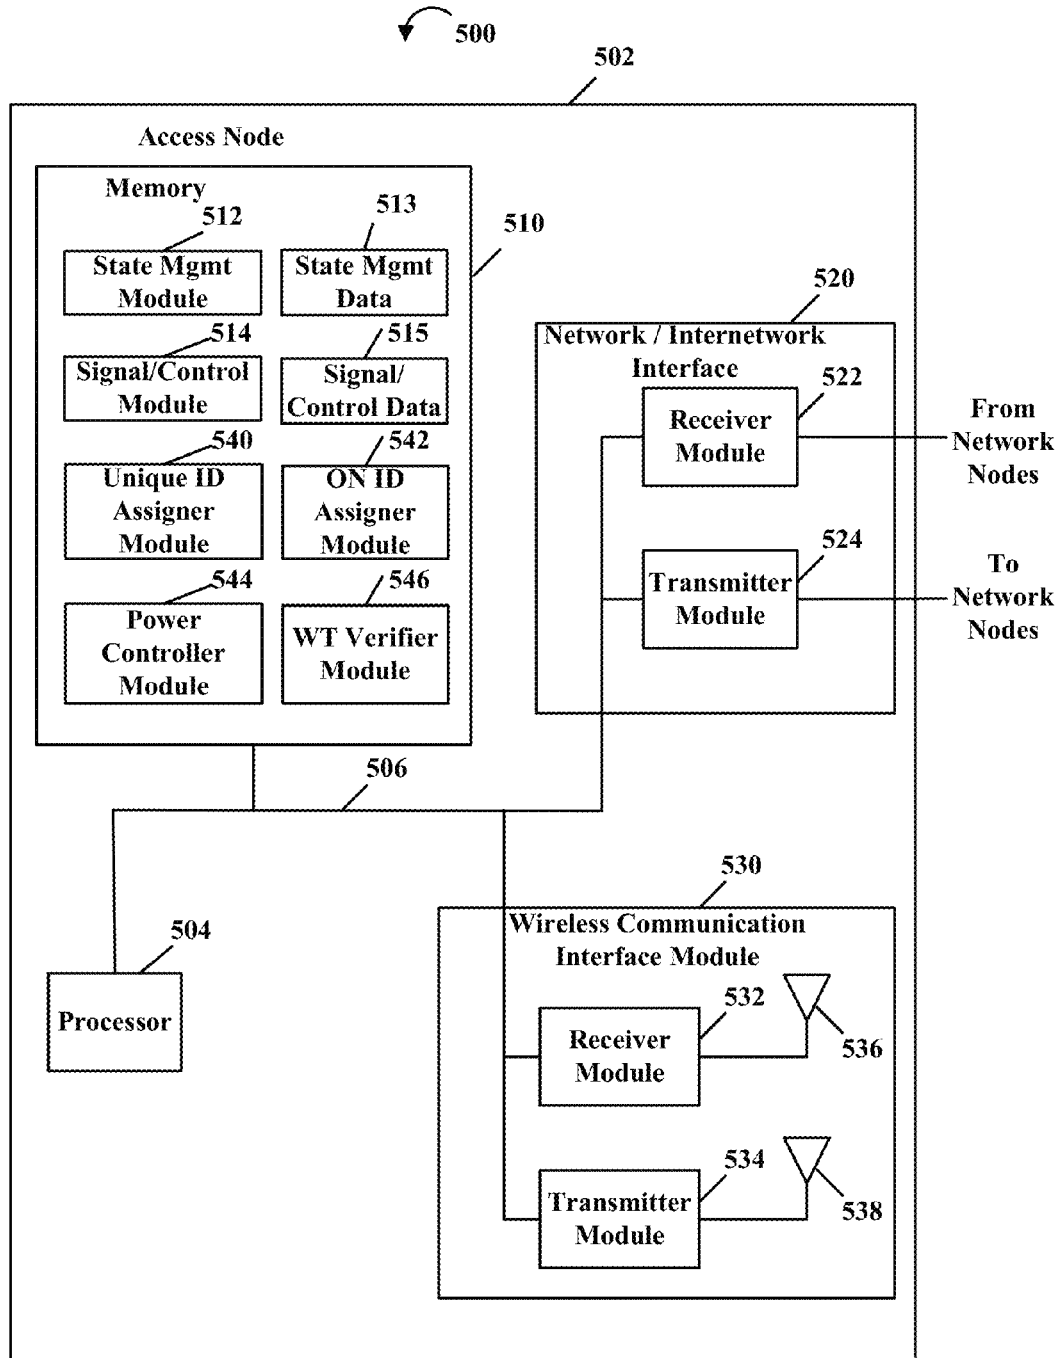 500
502
Access Node
Memory
512
513
510
State Mgmt
Module
State Mgmt
Data
514
515
Signal/Control
Module
Signal/
Control Data
540
542
Unique ID
Assigner
Module
ON ID
Assigner
Module
544
546
Power
Controller
Module
WT Verifier
Module
520
Network / Internetwork
Interface
522
Receiver
Module
From
Network
Nodes
524
Transmitter
Module
To
Network
Nodes
506
504
Processor
530
Wireless Communication
Interface Module
532
Receiver
Module
536
534
Transmitter
Module
538